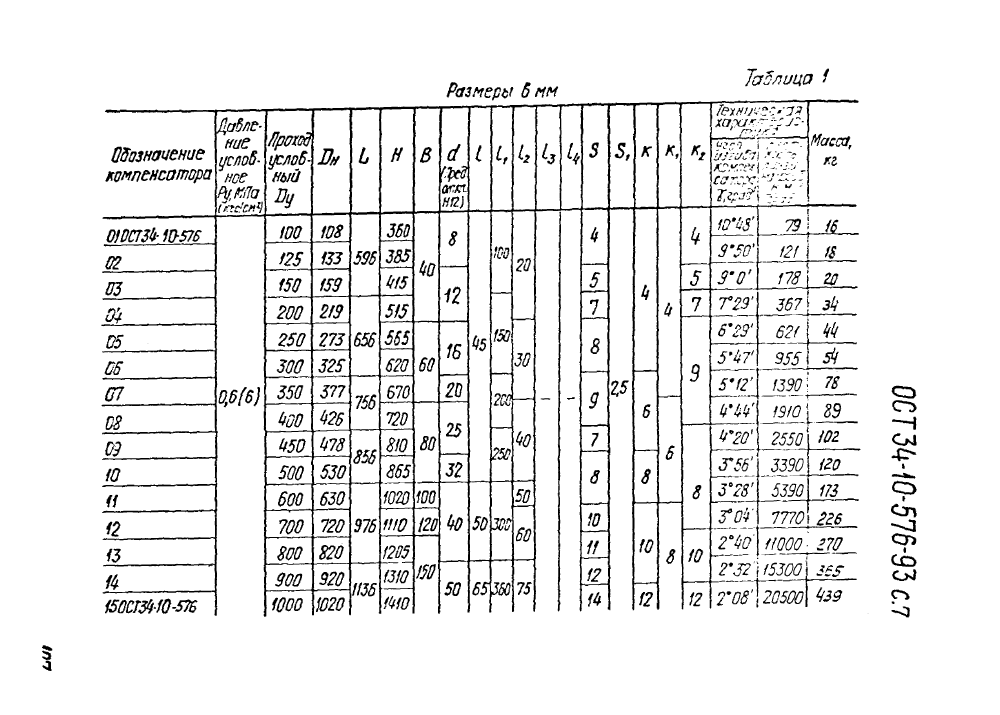 Таблица 1
Размеры в мм
Обозначение компенсатора | Давление условное Ру, МПа (кгс/см²) | Проход условный Dу | Dн | L | H | B | d (пред. откл. H12) | l | l₁ | l₂ | l₃ | l₄ | S | S₁ | к | к₁ | к₂ | Техническая характеристика | Масса, кг
01 ОСТ 34-10-576 | 0,6(6) | 100 | 108 | 596 | 360 | 40 | 8 | 45 | 100 | 20 | – | – | 4 | 2,5 | 4 | 4 | 4 | 10°48' | 79 | 16
02 | 125 | 133 | 385 | 9°50' | 121 | 18
03 | 150 | 159 | 415 | 12 | 5 | 5 | 9°0' | 178 | 20
04 | 200 | 219 | 656 | 515 | 150 | 7 | 7 | 7°29' | 367 | 34
05 | 250 | 273 | 565 | 60 | 16 | 30 | 8 | 9 | 6°29' | 621 | 44
06 | 300 | 325 | 620 | 5°47' | 955 | 54
07 | 350 | 377 | 756 | 670 | 20 | 200 | 9 | 6 | 5°12' | 1390 | 78
08 | 400 | 426 | 720 | 80 | 25 | 6 | 4°44' | 1910 | 89
09 | 450 | 478 | 856 | 810 | 250 | 40 | 7 | 8 | 4°20' | 2550 | 102
10 | 500 | 530 | 865 | 32 | 8 | 8 | 3°56' | 3390 | 120
11 | 600 | 630 | 976 | 1020 | 100 | 40 | 50 | 300 | 50 | 3°28' | 5390 | 173
12 | 700 | 720 | 1110 | 120 | 60 | 10 | 10 | 8 | 3°04' | 7770 | 226
13 | 800 | 820 | 1205 | 150 | 11 | 10 | 2°40' | 11000 | 270
14 | 900 | 920 | 1136 | 1310 | 50 | 65 | 360 | 75 | 12 | 2°32' | 15300 | 365
15 ОСТ 34-10-576 | 1000 | 1020 | 1410 | 14 | 12 | 12 | 2°08' | 20500 | 439
ОСТ 34-10-576-93 С.7